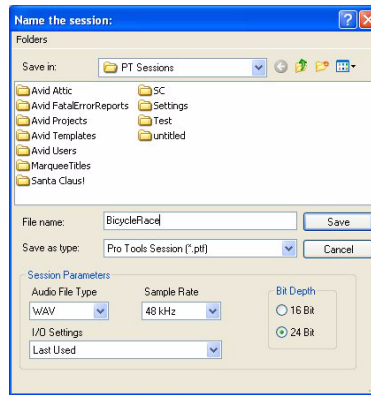 Name the session:
Folders
Save in:
PT Sessions
Avid Attic
Avid FatalErrorReports
Avid Projects
Avid Templates
Avid Users
MarqueeTitles
Santa Claus!
SC
Settings
Test
untitled
File name:
BicycleRace
Save
Save as type:
Pro Tools Session (*.ptf)
Cancel
Session Parameters
Audio File Type
Sample Rate
Bit Depth
WAV
48 kHz
16 Bit
I/O Settings
24 Bit
Last Used